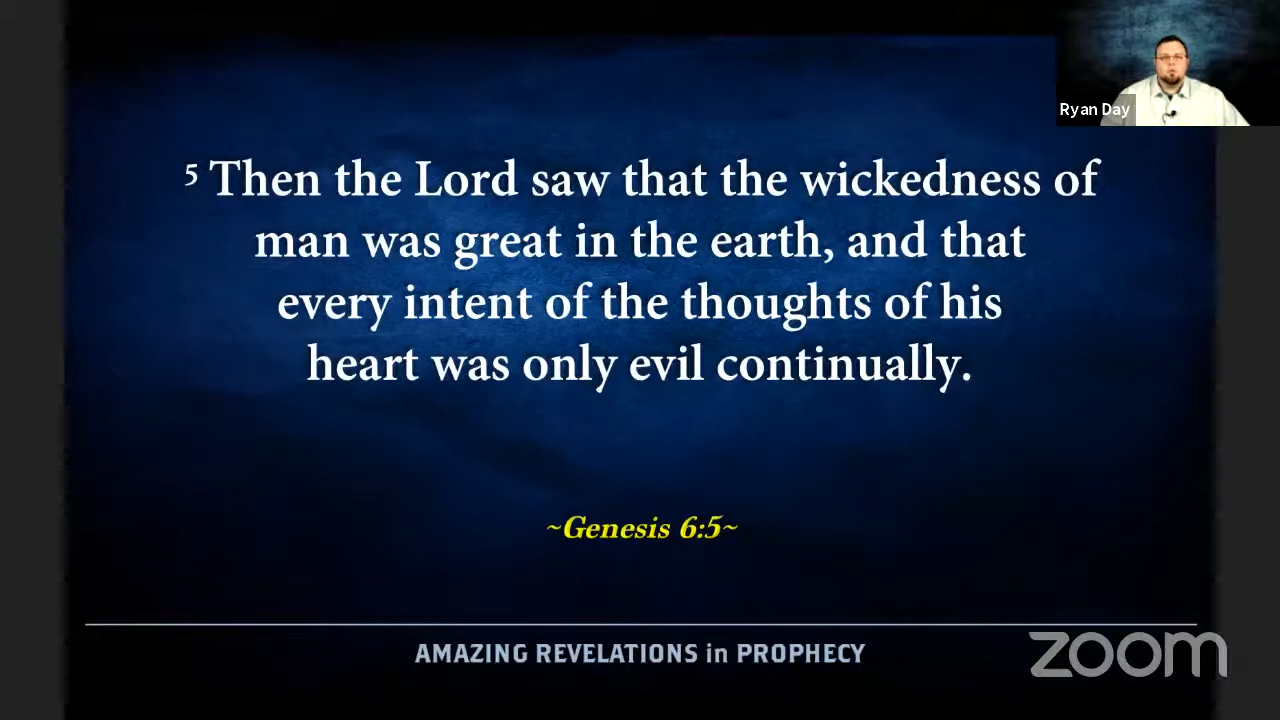 Ryan Day
5 Then the Lord saw that the wickedness of
man was great in the earth, and that
every intent of the thoughts of his
heart was only evil continually.
~Genesis 6:5~
AMAZING REVELATIONS in PROPHECY
zoom